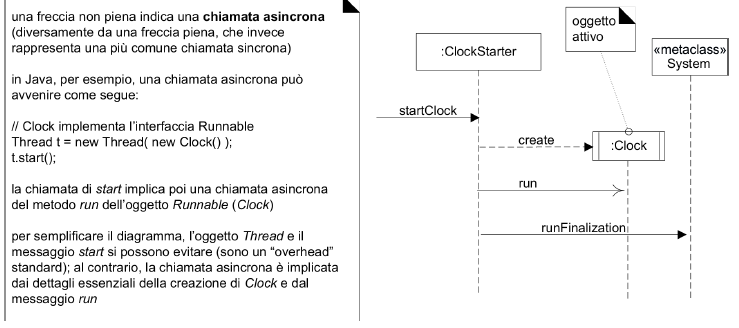 una freccia non piena indica una chiamata asincrona
(diversamente da una freccia piena, che invece
rappresenta una più comune chiamata sincrona)
in Java, per esempio, una chiamata asincrona può
avvenire come segue:
// Clock implementa l'interfaccia Runnable
Thread t = new Thread( new Clock() );
t.start();
la chiamata di start implica poi una chiamata asincrona
del metodo run dell'oggetto Runnable (Clock)
per semplificare il diagramma, l'oggetto Thread e il
messaggio start si possono evitare (sono un “overhead”
standard); al contrario, la chiamata asincrona è implicata
dai dettagli essenziali della creazione di Clock e dal
messaggio run
oggetto
attivo
:ClockStarter
«metaclass»
System
startClock
create
:Clock
run
runFinalization